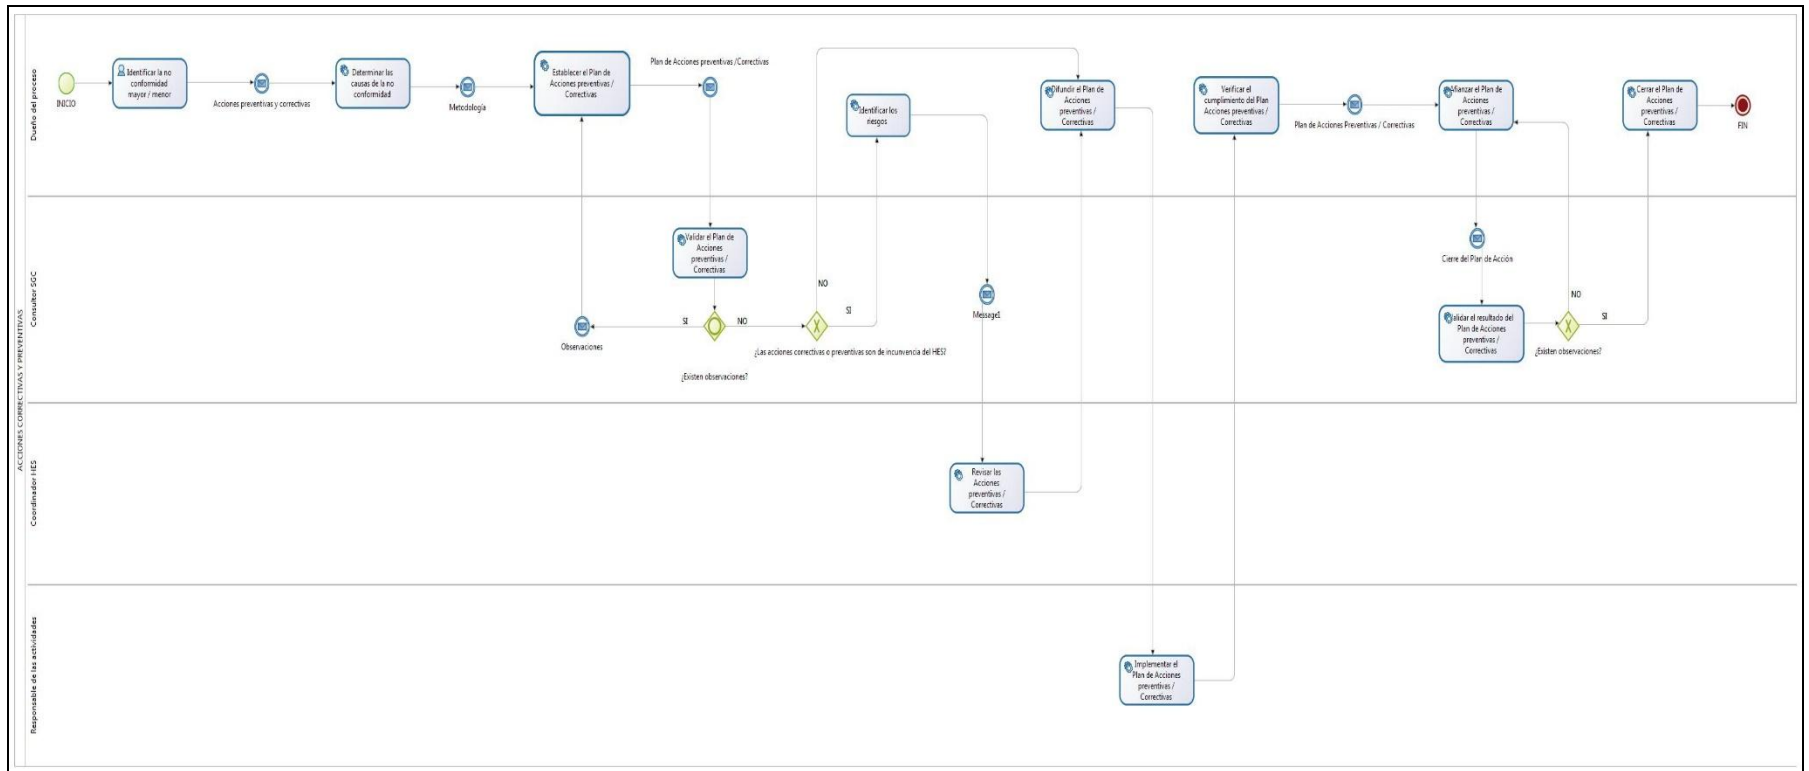 ACCIONES CORRECTIVAS Y PREVENTIVAS
Dueño del proceso
INICIO
Identificar la no
conformidad
mayor / menor
Acciones preventivas y correctivas
Determinar las
causas de la no
conformidad
Metodología
Establecer el Plan de
Acciones preventivas /
Correctivas
Plan de Acciones preventivas /Correctivas
Identificar los
riesgos
Difundir el Plan de
Acciones
preventivas /
Correctivas
Verificar el
cumplimiento del Plan
Acciones preventivas /
Correctivas
Plan de Acciones Preventivas / Correctivas
Afianzar el Plan de
Acciones
preventivas /
Correctivas
Cerrar el Plan de
Acciones
preventivas /
Correctivas
FIN
Consultor SGC
Validar el Plan de
Acciones
preventivas /
Correctivas
Observaciones
SI
NO
¿Existen observaciones?
NO
SI
¿Las acciones correctivas o preventivas son de incunvencia del HES?
Message1
Cierre del Plan de Acción
Validar el resultado del
Plan de Acciones
preventivas /
Correctivas
NO
SI
¿Existen observaciones?
Coordinador HES
Revisar las
Acciones
preventivas /
Correctivas
Responsable de las actividades
Implementar el
Plan de Acciones
preventivas /
Correctivas